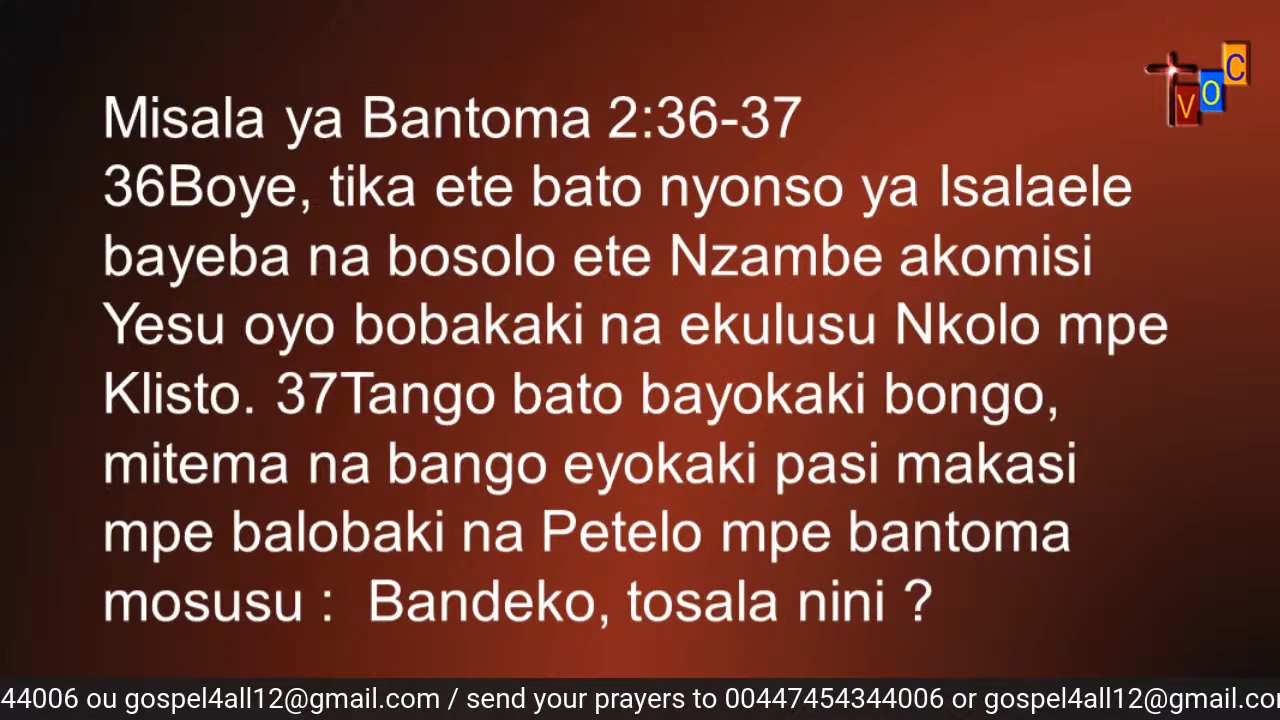 Misala ya Bantoma 2:36-37
36Boye, tika ete bato nyonso ya Isalaele
bayeba na bosolo ete Nzambe akomisi
Yesu oyo bobakaki na ekulusu Nkolo mpe
Klisto. 37Tango bato bayokaki bongo,
mitema na bango eyokaki pasi makasi
mpe balobaki na Petelo mpe bantoma
mosusu :  Bandeko, tosala nini ?
VOC
44006 ou gospel4all12@gmail.com / send your prayers to 00447454344006 or gospel4all12@gmail.co